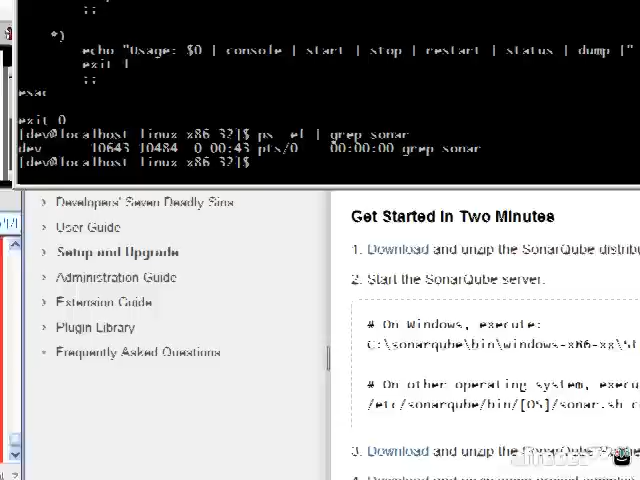 ;;
*)
echo "Usage: $0 | console | start | stop | restart | status | dump |"
exit 1
;;
esac
exit 0
[dev@localhost linux x86 32]$ ps -ef | grep sonar
dev 10643 10484 0 00:43 pts/0 00:00:00 grep sonar
[dev@localhost linux x86 32]$
> Developers' Seven Deadly Sins
> User Guide
> Setup and Upgrade
> Administration Guide
> Extension Guide
> Plugin Library
• Frequently Asked Questions
Get Started in Two Minutes
1. Download and unzip the SonarQube distribu
2. Start the SonarQube server:
# On Windows, execute:
C:\sonarqube\bin\windows-x86-xx\St
# On other operating system, execu
/etc/sonarqube/bin/[OS]/sonar.sh c
3. Download and unzip the SonarQube